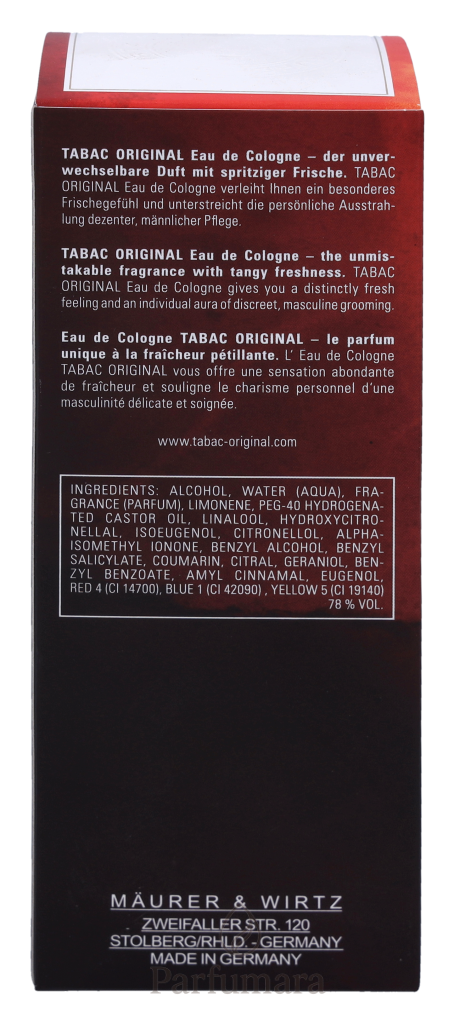 TABAC ORIGINAL Eau de Cologne – der unver-
wechselbare Duft mit spritziger Frische. TABAC
ORIGINAL Eau de Cologne verleiht Ihnen ein besonderes
Frischegefühl und unterstreicht die persönliche Ausstrah-
lung dezenter, männlicher Pflege.
TABAC ORIGINAL Eau de Cologne – the unmis-
takable fragrance with tangy freshness. TABAC
ORIGINAL Eau de Cologne gives you a distinctly fresh
feeling and an individual aura of discreet, masculine grooming.
Eau de Cologne TABAC ORIGINAL – le parfum
unique à la fraîcheur pétillante. L' Eau de Cologne
TABAC ORIGINAL vous offre une sensation abondante
de fraîcheur et souligne le charisme personnel d'une
masculinité délicate et soignée.
www.tabac-original.com
INGREDIENTS: ALCOHOL, WATER (AQUA), FRA-
GRANCE (PARFUM), LIMONENE, PEG-40 HYDROGENA-
TED CASTOR OIL, LINALOOL, HYDROXYCITRO-
NELLAL, ISOEUGENOL, CITRONELLOL, ALPHA-
ISOMETHYL IONONE, BENZYL ALCOHOL, BENZYL
SALICYLATE, COUMARIN, CITRAL, GERANIOL, BEN-
ZYL BENZOATE, AMYL CINNAMAL, EUGENOL,
RED 4 (CI 14700), BLUE 1 (CI 42090) , YELLOW 5 (CI 19140)
78 % VOL.
MÄURER & WIRTZ
ZWEIFALLER STR. 120
STOLBERG/RHLD. - GERMANY
MADE IN GERMANY
Parfumara